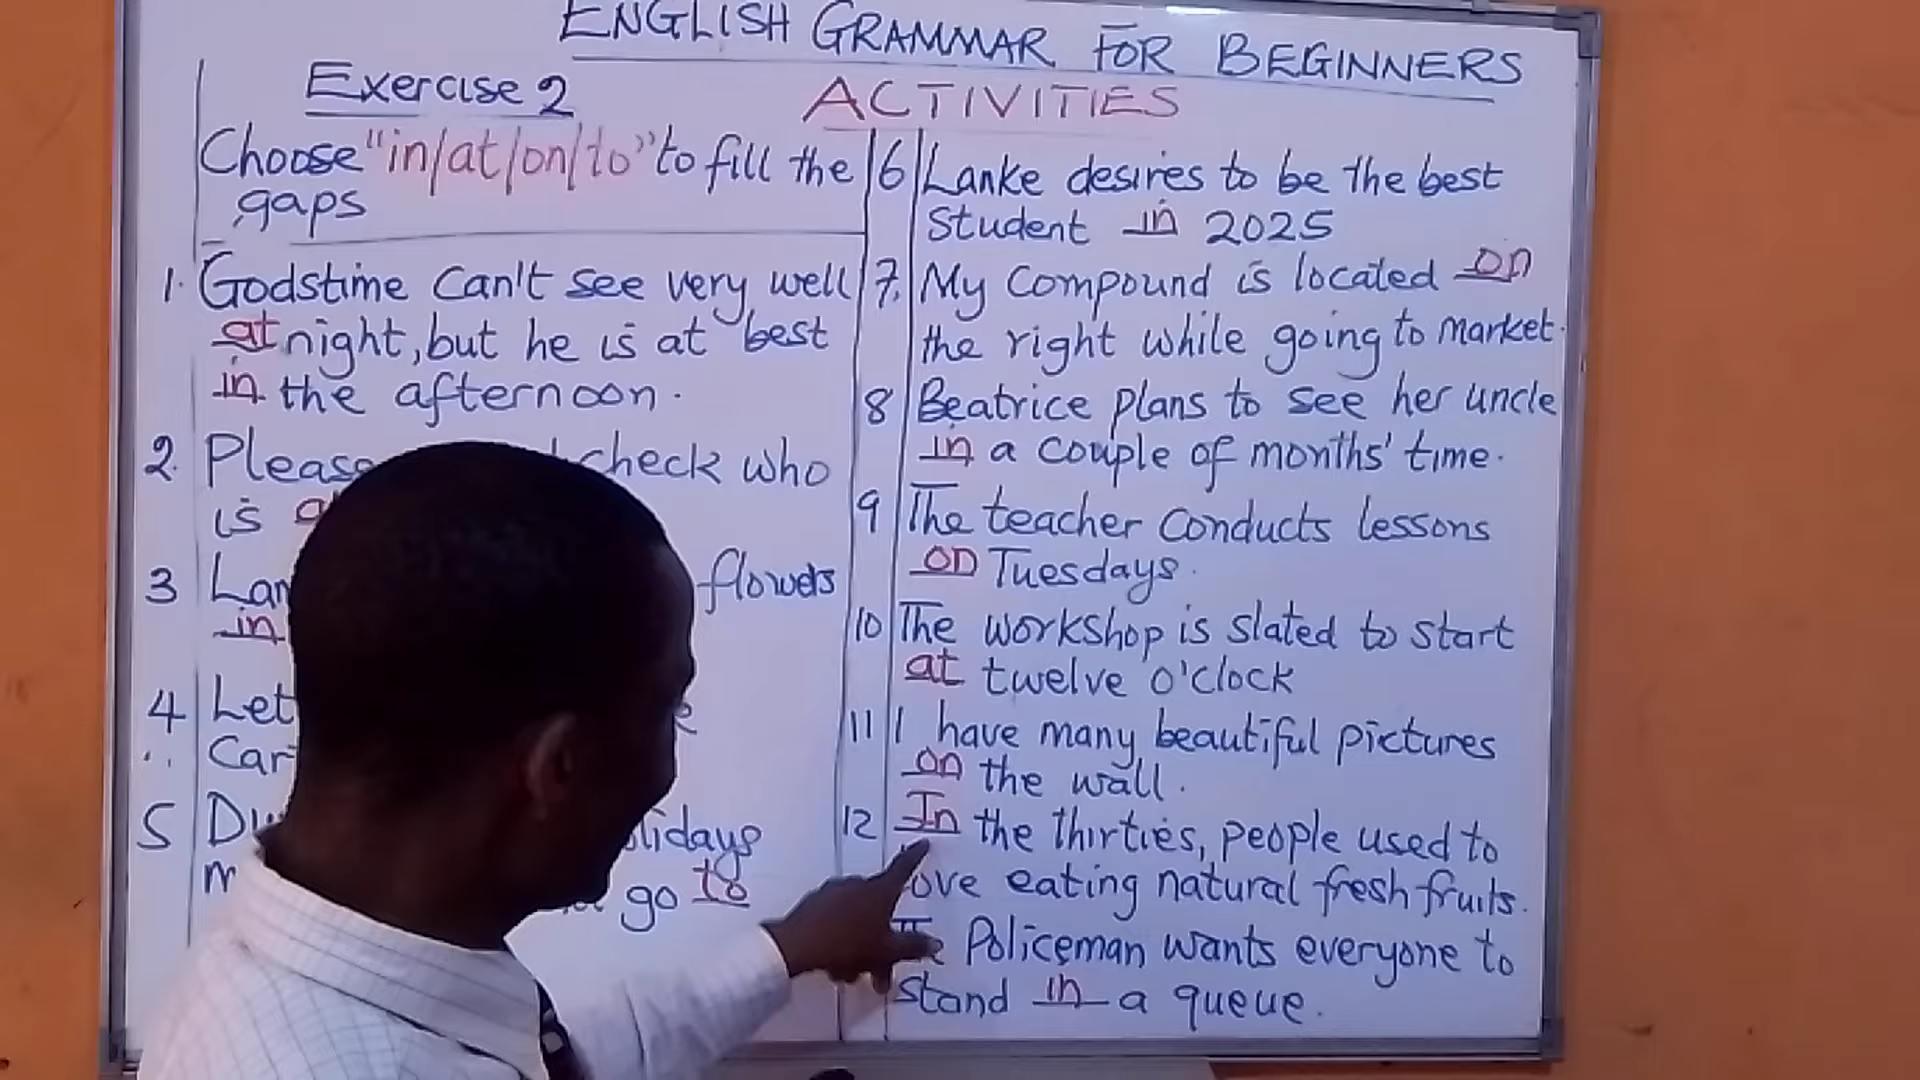 ENGLISH GRAMMAR FOR BEGINNERS
Exercise 2
ACTIVITIES
Choose "in/at/on/to" to fill the
gaps
1. Godstime can't see very well
at night, but he is at best
in the afternoon.
2. Please check who
is
3 flowers
in
4 Let
5
lidays
go to
6 Lanke desires to be the best
student in 2025
7. My compound is located on
the right while going to market.
8 Beatrice plans to see her uncle
in a couple of months' time.
9 The teacher conducts lessons
on Tuesdays.
10 The workshop is slated to start
at twelve o'clock
11 I have many beautiful pictures
on the wall.
12 In the thirties, people used to
ove eating natural fresh fruits.
The Policeman wants everyone to
stand in a queue.